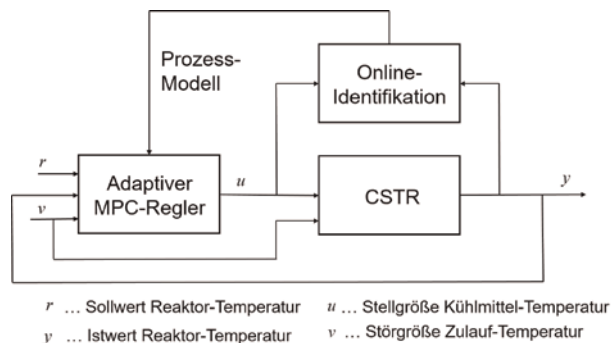 Prozess-
Modell
Online-
Identifikation
r
Adaptiver
MPC-Regler
v
u
CSTR
y
r ... Sollwert Reaktor-Temperatur
u ... Stellgröße Kühlmittel-Temperatur
y ... Istwert Reaktor-Temperatur
v ... Störgröße Zulauf-Temperatur